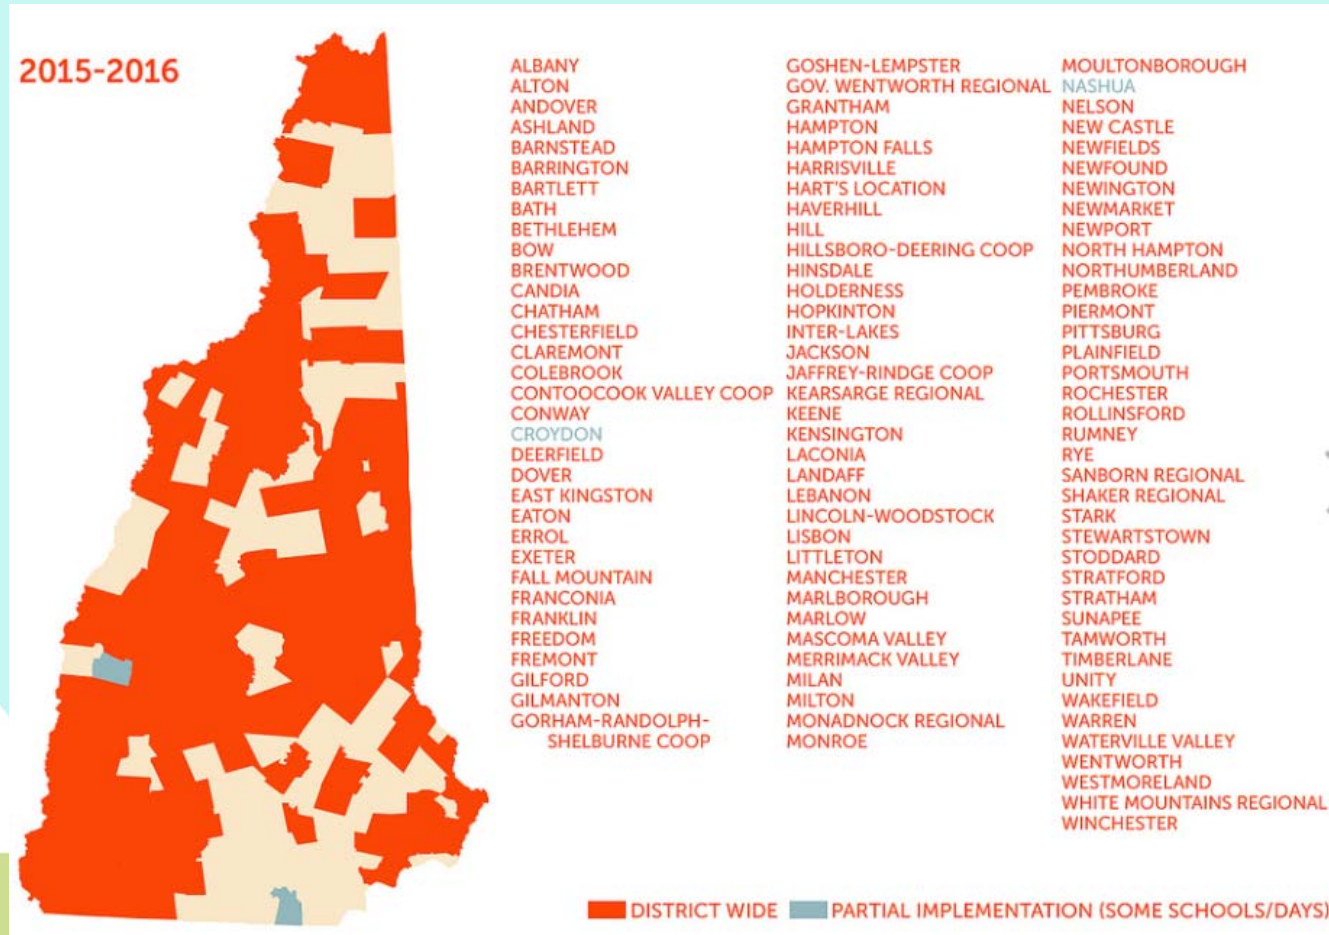 2015-2016
ALBANY
ALTON
ANDOVER
ASHLAND
BARNSTEAD
BARRINGTON
BARTLETT
BATH
BETHLEHEM
BOW
BRENTWOOD
CANDIA
CHATHAM
CHESTERFIELD
CLAREMONT
COLEBROOK
CONTOOCOOK VALLEY COOP
CONWAY
CROYDON
DEERFIELD
DOVER
EAST KINGSTON
EATON
ERROL
EXETER
FALL MOUNTAIN
FRANCONIA
FRANKLIN
FREEDOM
FREMONT
GILFORD
GILMANTON
GORHAM-RANDOLPH-
SHELBURNE COOP
GOSHEN-LEMPSTER
GOV. WENTWORTH REGIONAL
GRANTHAM
HAMPTON
HAMPTON FALLS
HARRISVILLE
HART'S LOCATION
HAVERHILL
HILL
HILLSBORO-DEERING COOP
HINSDALE
HOLDERNESS
HOPKINTON
INTER-LAKES
JACKSON
JAFFREY-RINDGE COOP
KEARSARGE REGIONAL
KEENE
KENSINGTON
LACONIA
LANDAFF
LEBANON
LINCOLN-WOODSTOCK
LISBON
LITTLETON
MANCHESTER
MARLBOROUGH
MARLOW
MASCOMA VALLEY
MERRIMACK VALLEY
MILAN
MILTON
MONADNOCK REGIONAL
MONROE
MOULTONBOROUGH
NASHUA
NELSON
NEW CASTLE
NEWFIELDS
NEWFOUND
NEWINGTON
NEWMARKET
NEWPORT
NORTH HAMPTON
NORTHUMBERLAND
PEMBROKE
PIERMONT
PITTSBURG
PLAINFIELD
PORTSMOUTH
ROCHESTER
ROLLINSFORD
RUMNEY
RYE
SANBORN REGIONAL
SHAKER REGIONAL
STARK
STEWARTSTOWN
STODDARD
STRATFORD
STRATHAM
SUNAPEE
TAMWORTH
TIMBERLANE
UNITY
WAKEFIELD
WARREN
WATERVILLE VALLEY
WENTWORTH
WESTMORELAND
WHITE MOUNTAINS REGIONAL
WINCHESTER
DISTRICT WIDE PARTIAL IMPLEMENTATION (SOME SCHOOLS/DAYS)